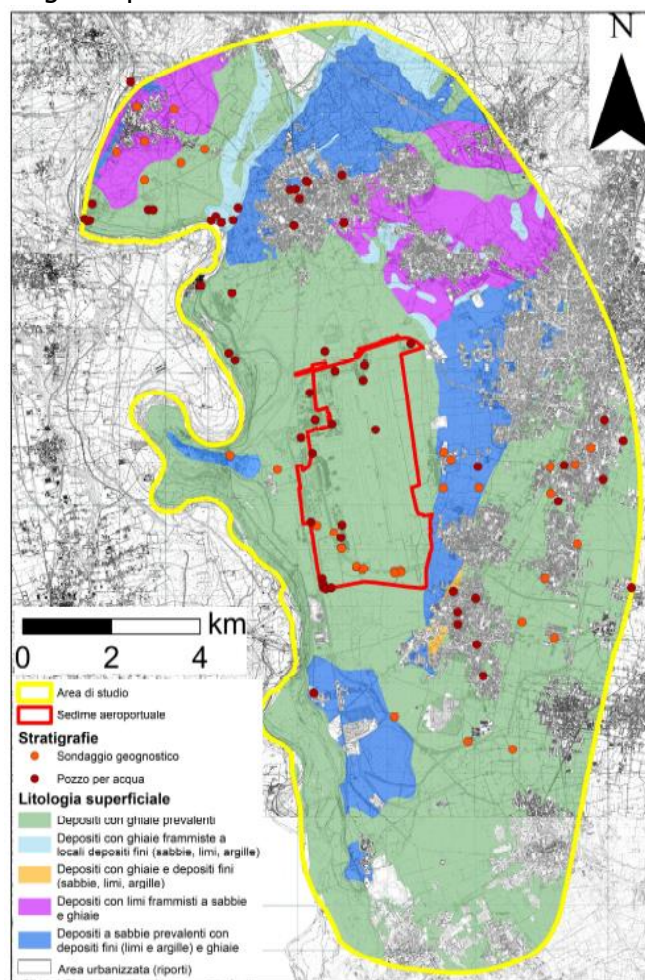 N
km
0 2 4
Area di studio
Sedime aeroportuale
Stratigrafie
Sondaggio geognostico
Pozzo per acqua
Litologia superficiale
Depositi con ghiaie prevalenti
Depositi con ghiaie frammiste a
locali depositi fini (sabbie, limi, argille)
Depositi con ghiaie e depositi fini
(sabbie, limi, argille)
Depositi con limi frammisti a sabbie
e ghiaie
Depositi a sabbie prevalenti con
depositi fini (limi e argille) e ghiaie
Area urbanizzata (riporti)